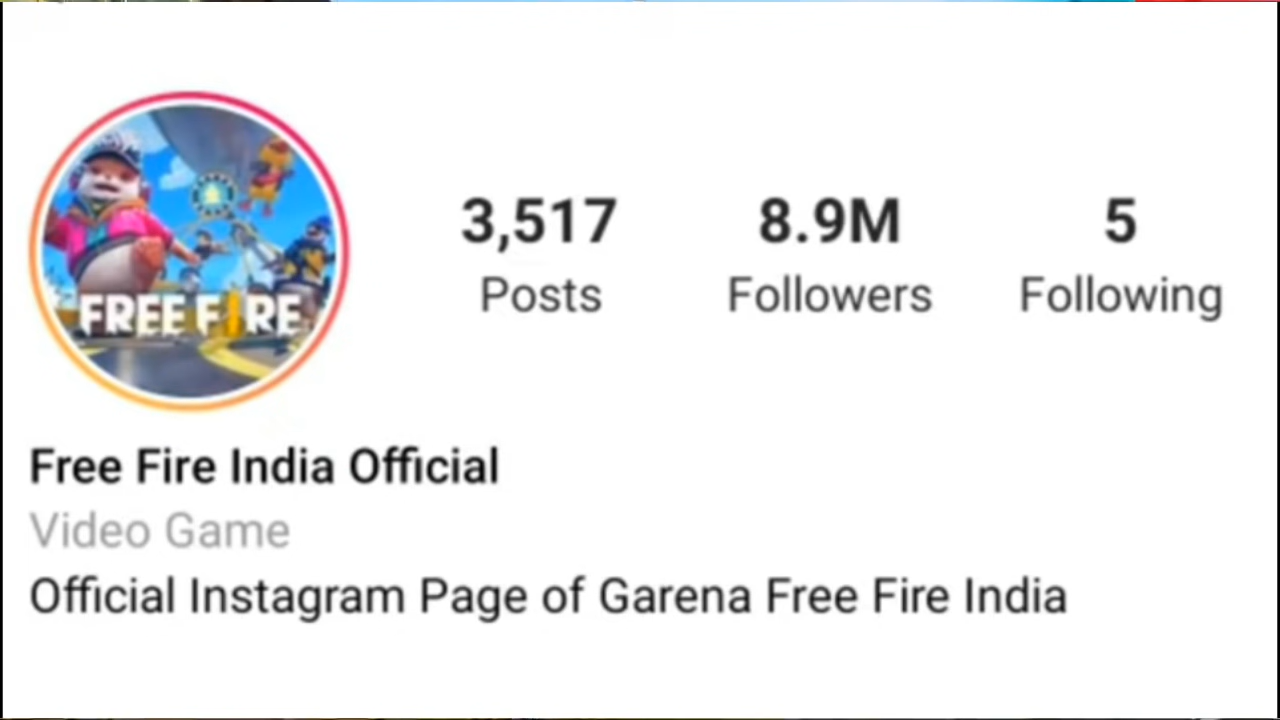 FREE FIRE
3,517 8.9M 5
Posts Followers Following
Free Fire India Official
Video Game
Official Instagram Page of Garena Free Fire India